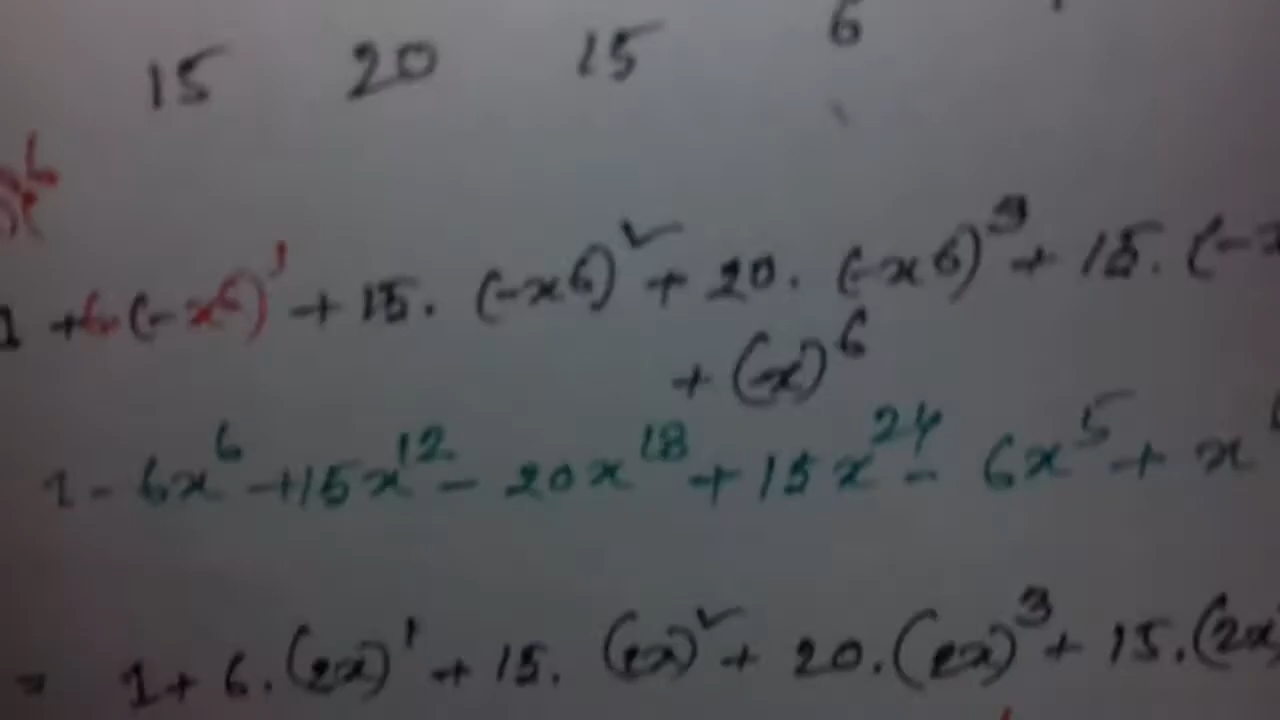 15 20 15 6
1 + 6 (-x6)¹ + 15. (-x6)² + 20. (-x6)³ + 15. (-x
+ (-x)⁶
1 - 6x⁶ + 15x¹² - 20x¹⁸ + 15x²⁴ - 6x⁵ + x
= 1 + 6. (2x)¹ + 15. (2x)² + 20. (2x)³ + 15. (2x)